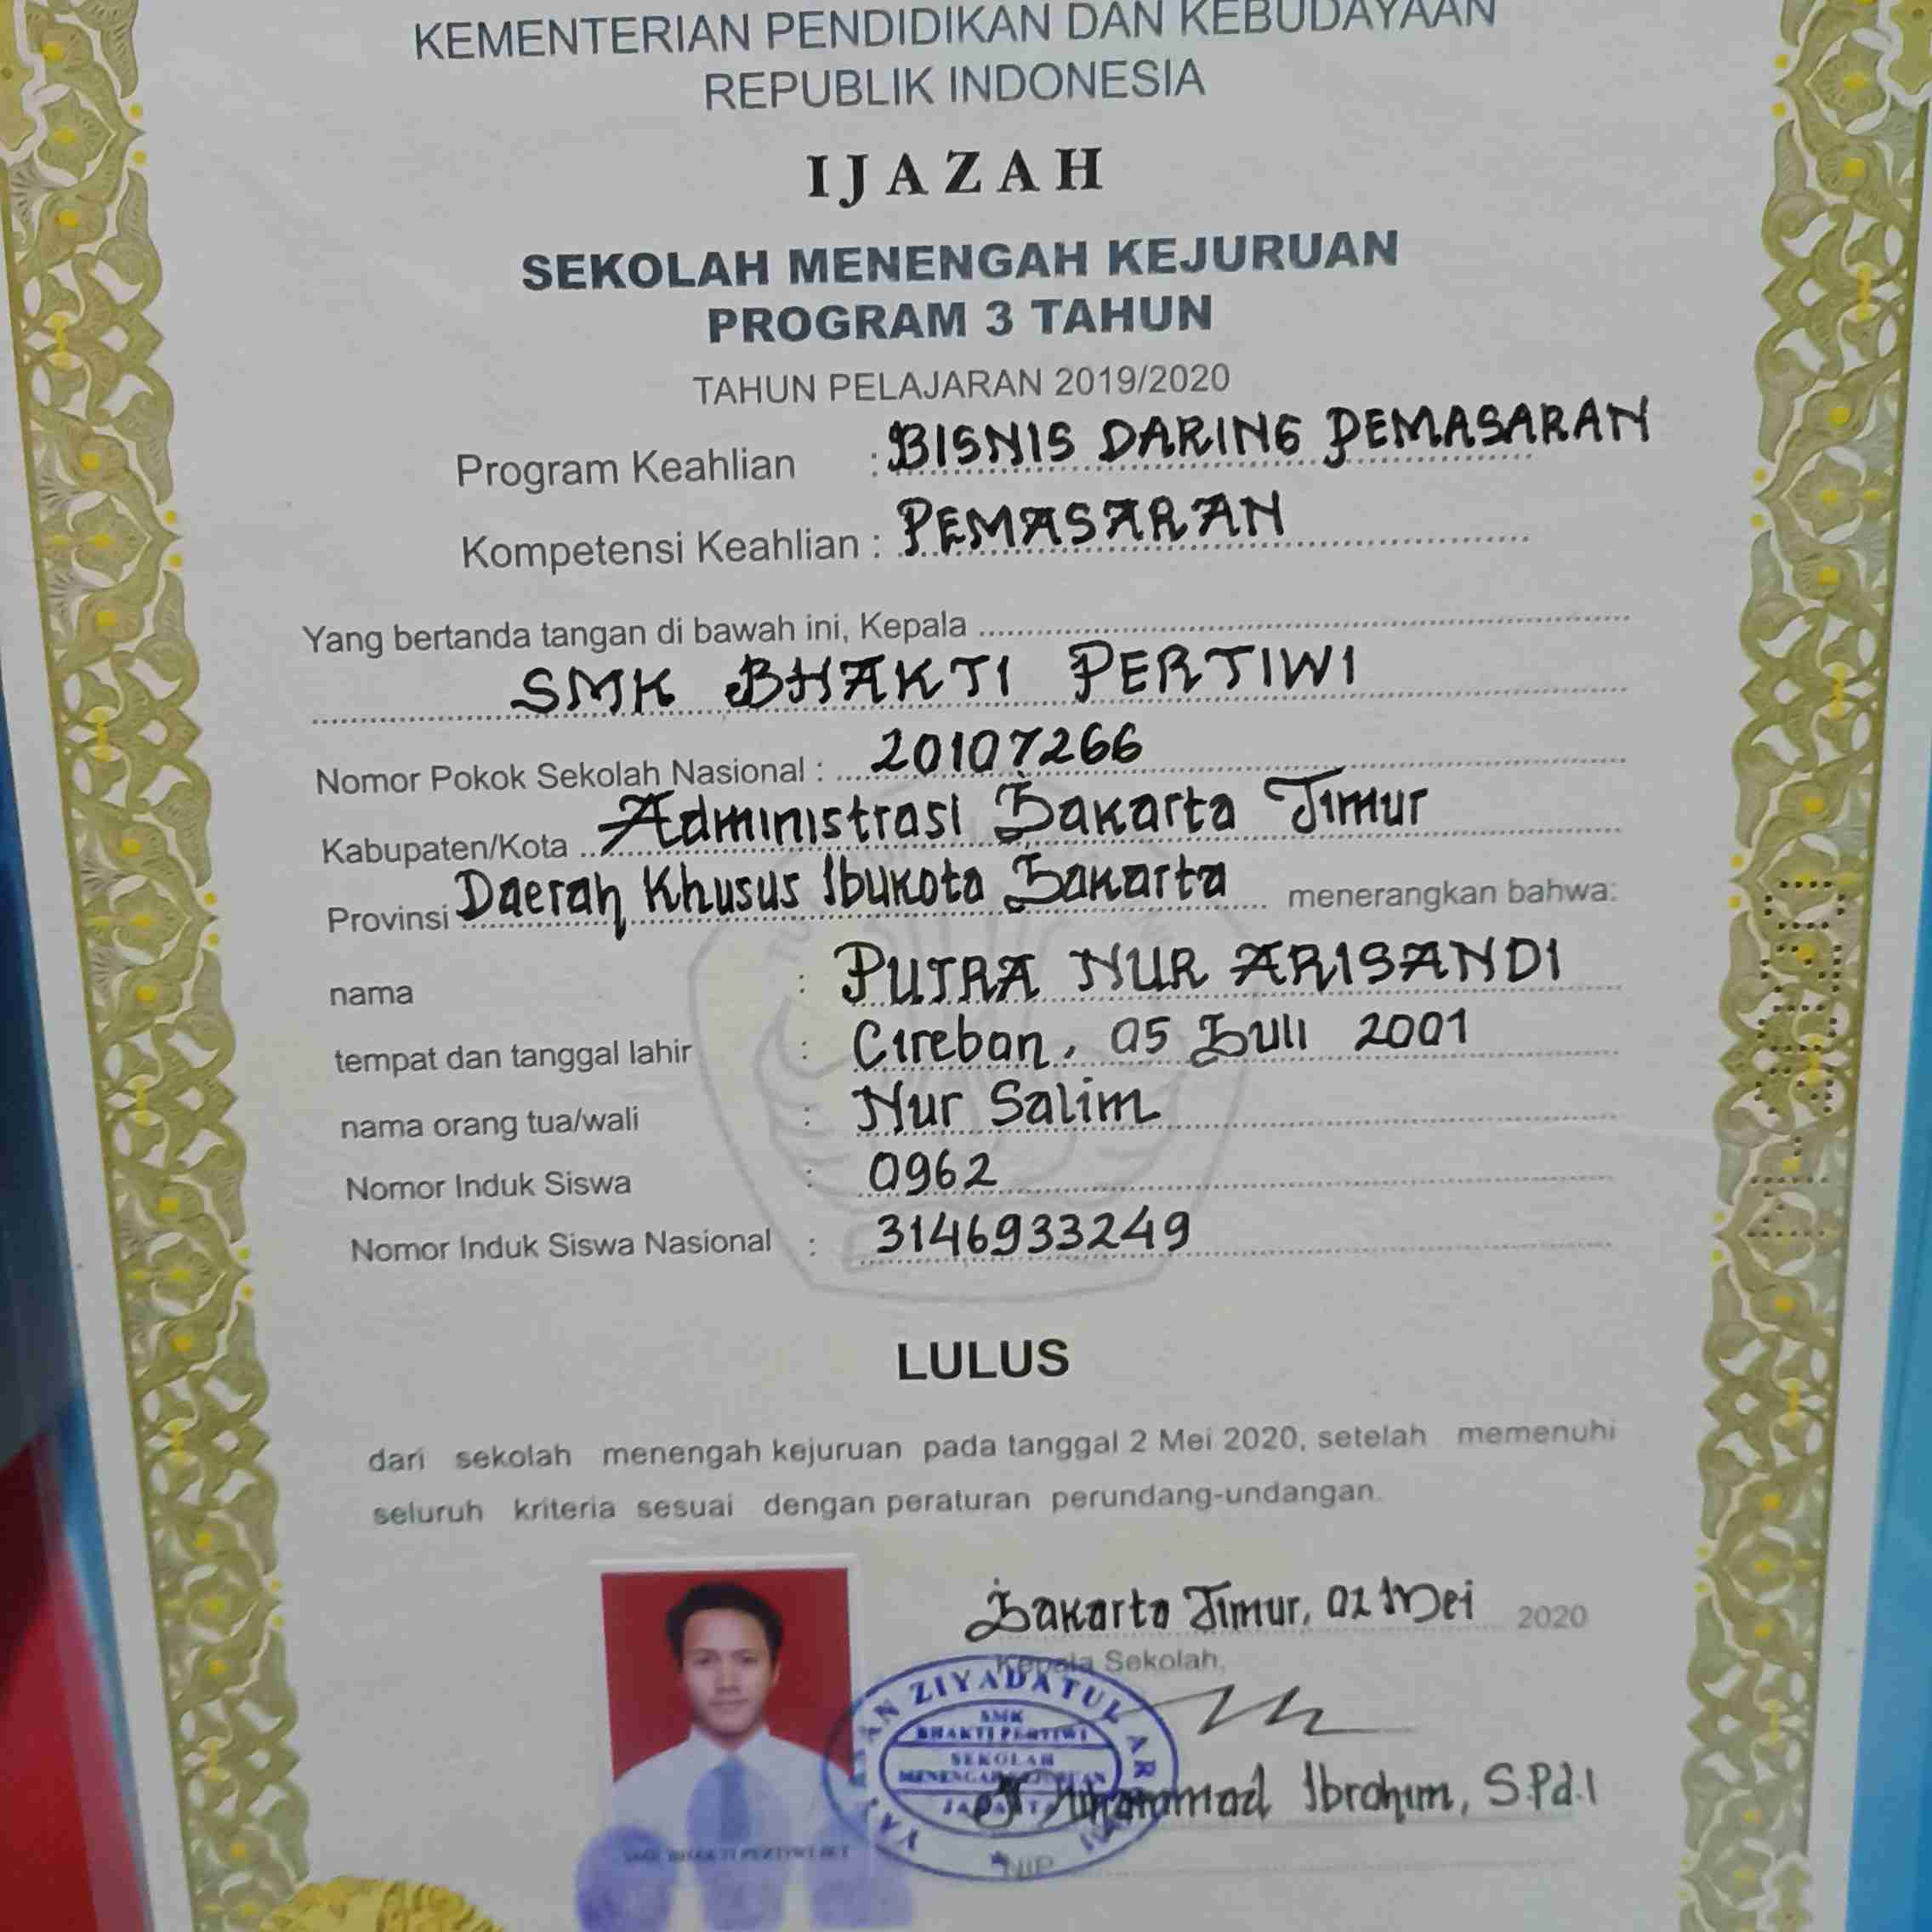 KEMENTERIAN PENDIDIKAN DAN KEBUDAYAAN
REPUBLIK INDONESIA
IJAZAH
SEKOLAH MENENGAH KEJURUAN
PROGRAM 3 TAHUN
TAHUN PELAJARAN 2019/2020
Program Keahlian : BISNIS DARING PEMASARAN
Kompetensi Keahlian : PEMASARAN
Yang bertanda tangan di bawah ini, Kepala
SMK BHAKTI PERTIWI
Nomor Pokok Sekolah Nasional : 20107266
Kabupaten/Kota Administrasi Jakarta Timur
Provinsi Daerah Khusus Ibukota Jakarta menerangkan bahwa:
nama : PUTRA NUR ARISANDI
tempat dan tanggal lahir : Cirebon, 05 Juli 2001
nama orang tua/wali : Nur Salim
Nomor Induk Siswa : 0962
Nomor Induk Siswa Nasional : 3146933249
LULUS
dari sekolah menengah kejuruan pada tanggal 2 Mei 2020, setelah memenuhi
seluruh kriteria sesuai dengan peraturan perundang-undangan.
Jakarta Timur, 02 Mei 2020
Kepala Sekolah,
ZIYADATUL
SMK
BHAKTI PERTIWI
SEKOLAH
MENENGAH KEJURUAN
JAKARTA
Muhammad Ibrohim, S.Pd.I
NIP